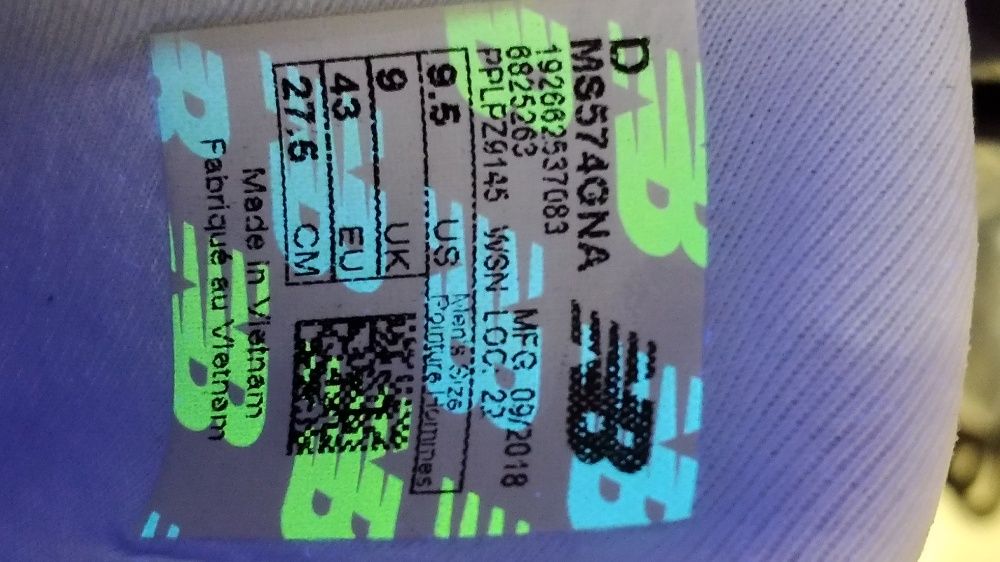 D
MS574GNA
192662537083
6825263 MFG 09/2018
PPLPZ9145 WSN LOC: 23
9.5 US Men's Size
Pointure Hommes
9 UK
43 EU
27.5 CM
Made in Vietnam
Fabriqué au Vietnam